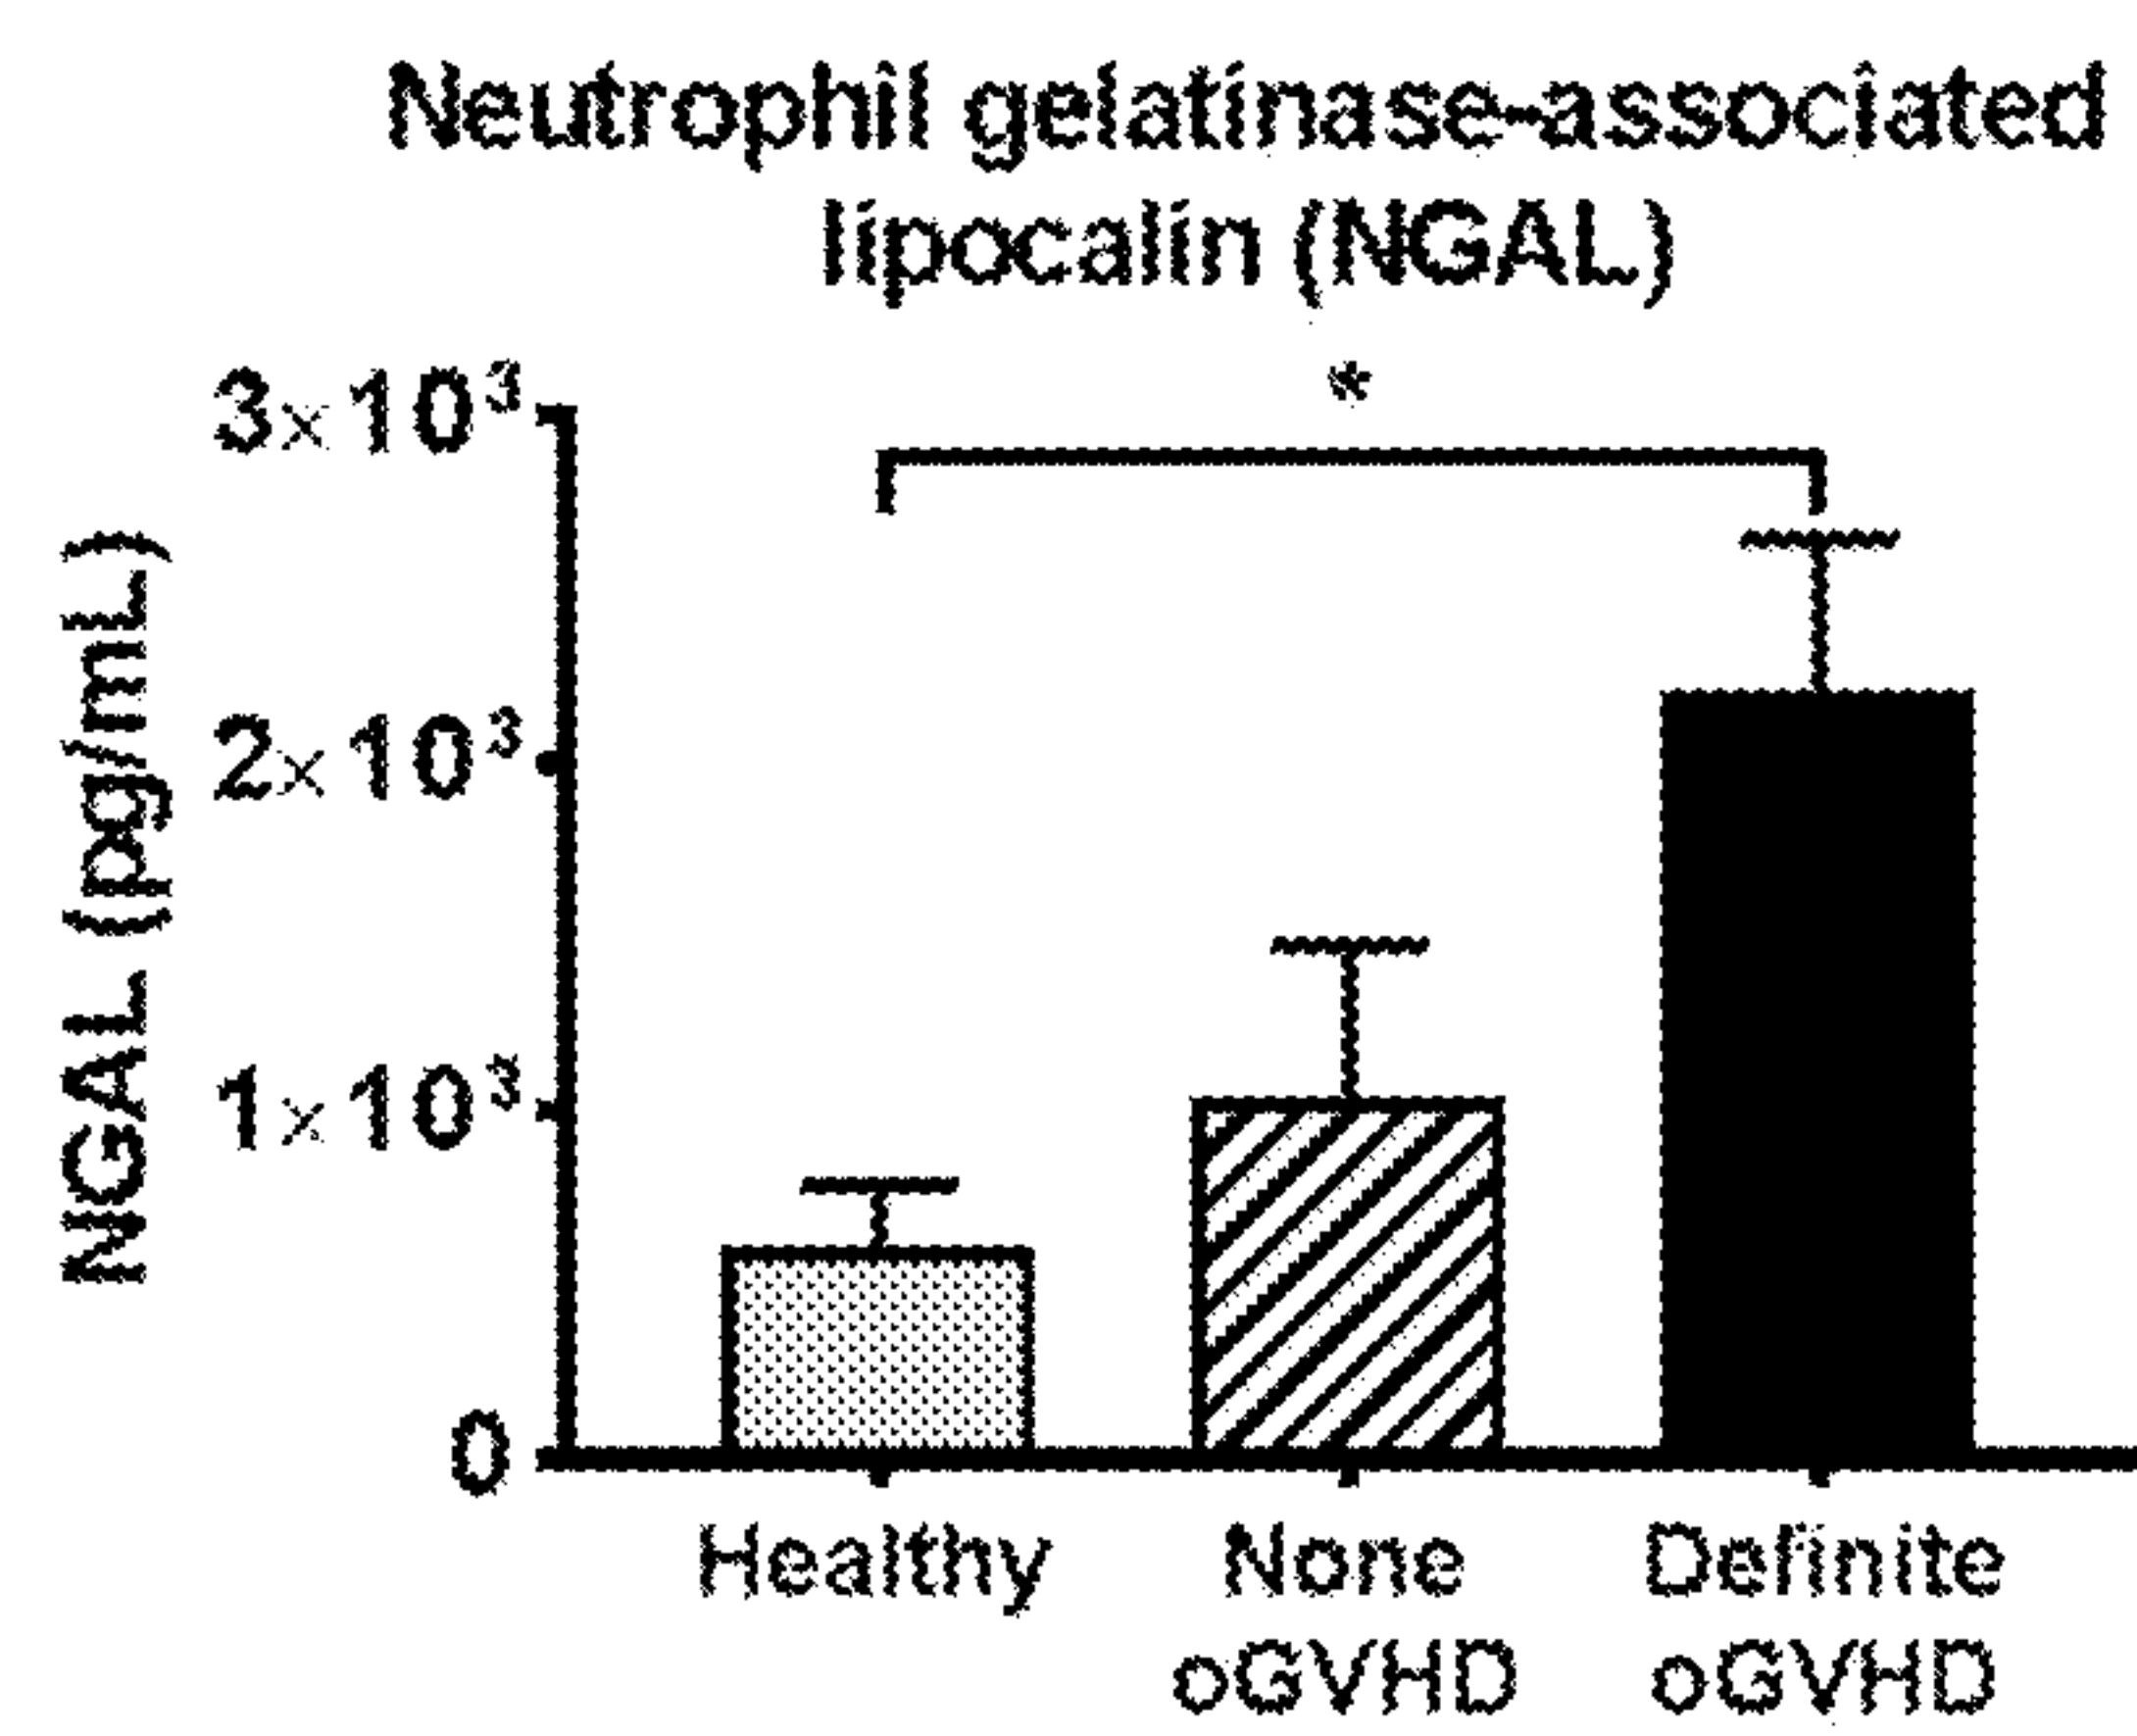 Neutrophil gelatinase-associated
lipocalin (NGAL)
*
NGAL (pg/mL)
3×10³
2×10³
1×10³
0
Healthy
None
oGVHD
Definite
oGVHD